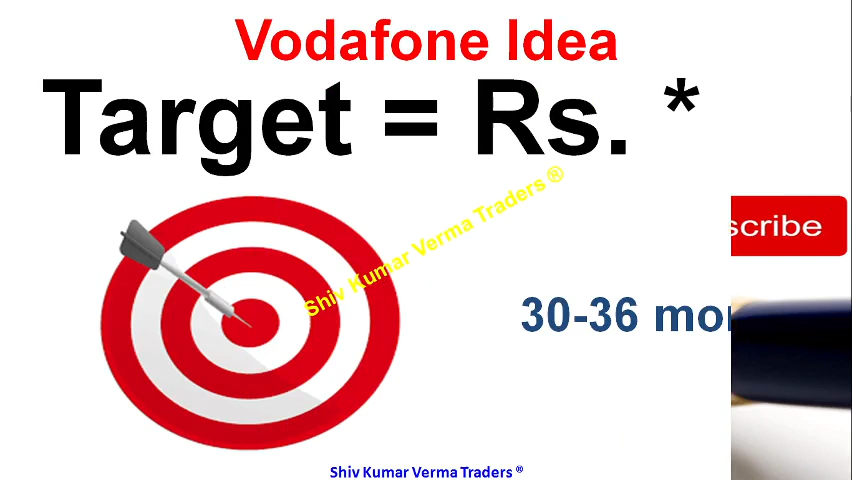 Vodafone Idea
Target = Rs. *
Shiv Kumar Verma Traders ®
scribe
30-36 mo
Shiv Kumar Verma Traders ®